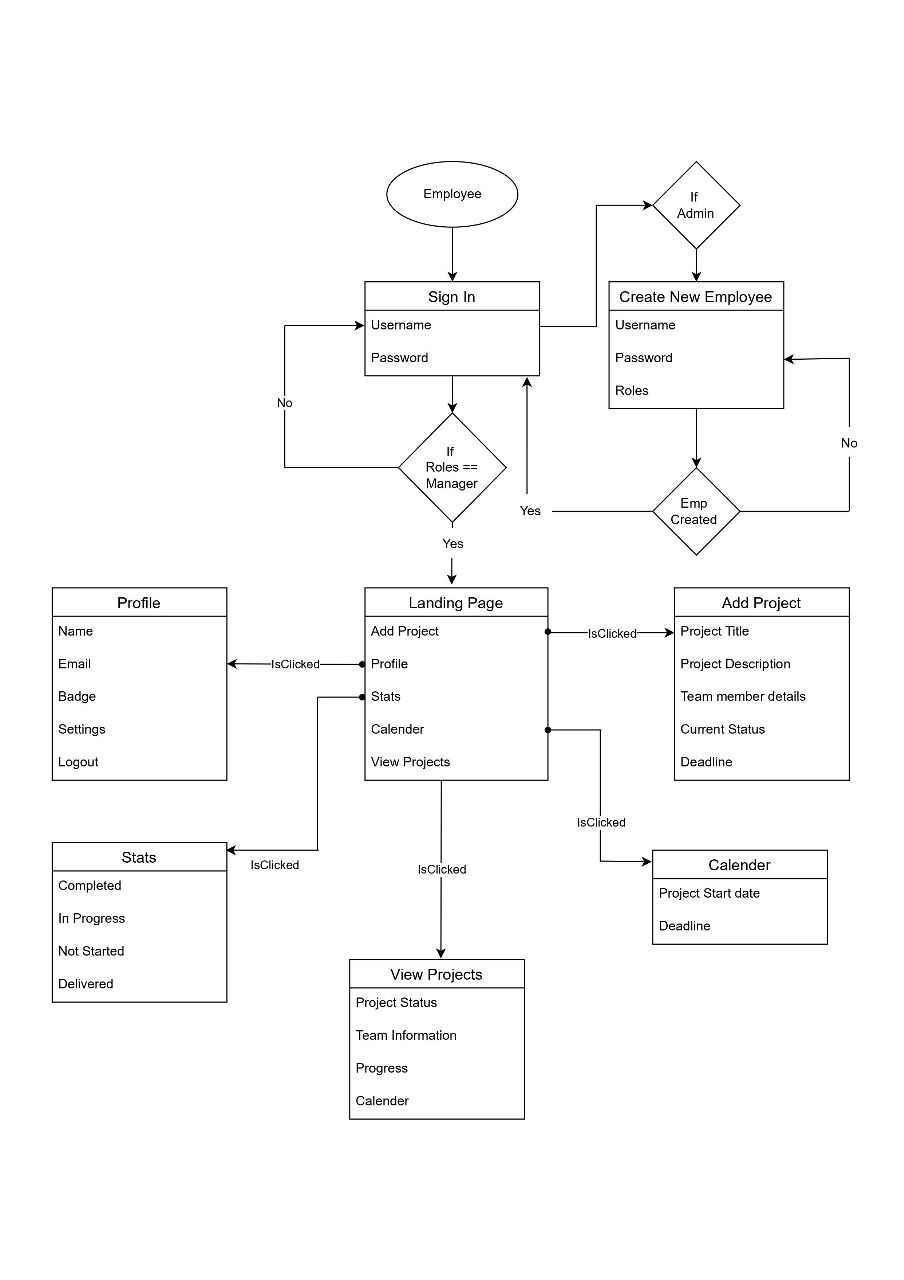 Employee
If
Admin
Sign In
Username
Password
Create New Employee
Username
Password
Roles
No
If
Roles ==
Manager
No
Yes
Emp
Created
Yes
Profile
Name
Email
Badge
Settings
Logout
Landing Page
Add Project
Profile
Stats
Calender
View Projects
Add Project
Project Title
Project Description
Team member details
Current Status
Deadline
IsClicked
IsClicked
IsClicked
IsClicked
IsClicked
Stats
Completed
In Progress
Not Started
Delivered
Calender
Project Start date
Deadline
View Projects
Project Status
Team Information
Progress
Calender